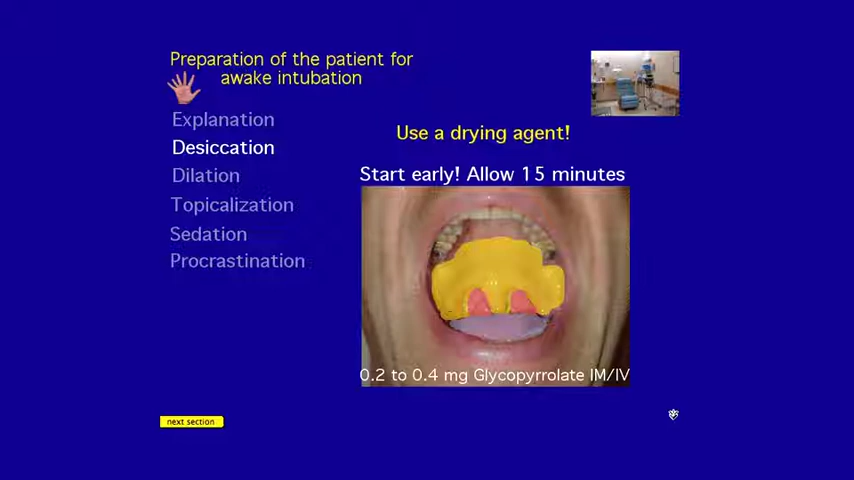 Preparation of the patient for
awake intubation
Explanation
Desiccation
Dilation
Topicalization
Sedation
Procrastination
Use a drying agent!
Start early! Allow 15 minutes
0.2 to 0.4 mg Glycopyrrolate IM/IV
next section